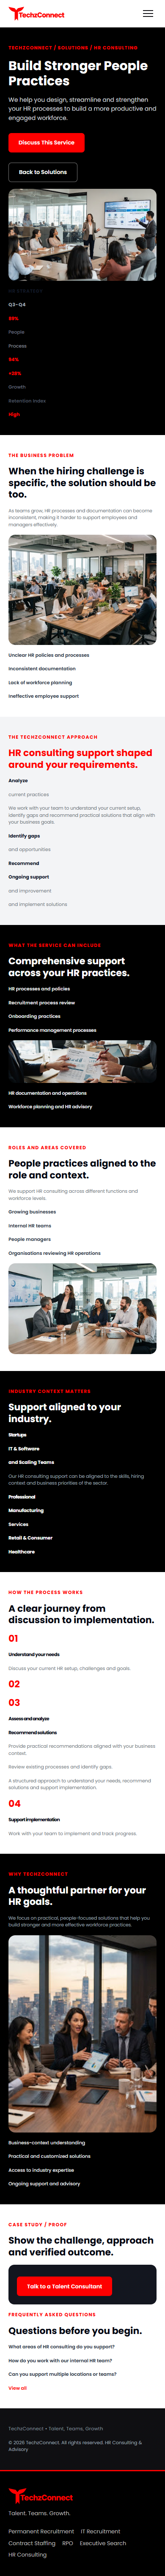 TechzConnect
TECHZCONNECT / SOLUTIONS / HR CONSULTING
Build Stronger People
Practices
We help you design, streamline and strengthen
your HR processes to build a more productive and
engaged workforce.
Discuss This Service
Back to Solutions
HR STRATEGY
Q3–Q4
People
Process
94%
Growth
Retention Index
High
THE BUSINESS PROBLEM
When the hiring challenge is
specific, the solution should be
too.
As teams grow, HR processes and documentation can become
inconsistent, making it harder to support employees and
managers effectively.
Unclear HR policies and processes
Inconsistent documentation
Lack of workforce planning
Ineffective employee support
THE TECHZCONNECT APPROACH
HR consulting support shaped
around your requirements.
Analyze
current practices
We work with your team to understand your current setup,
identify gaps and recommend practical solutions that align with
your business goals.
Identify gaps
and opportunities
Recommend
Ongoing support
and improvement
and implement solutions
WHAT THE SERVICE CAN INCLUDE
Comprehensive support
across your HR practices.
HR processes and policies
Recruitment process review
Onboarding practices
Performance management processes
HR documentation and operations
Workforce planning and HR advisory
ROLES AND AREAS COVERED
People practices aligned to the
role and context.
We support HR consulting across different functions and
workforce levels.
Growing businesses
Internal HR teams
People managers
Organisations reviewing HR operations
INDUSTRY CONTEXT MATTERS
Support aligned to your
industry.
Startups
IT & Software
and Scaling Teams
Our HR consulting support can be aligned to the skills, hiring
context and business priorities of the sector.
Professional
Manufacturing
Services
Retail & Consumer
Healthcare
HOW THE PROCESS WORKS
A clear journey from
discussion to implementation.
01
Understand your needs
Discuss your current HR setup, challenges and goals.
02
03
Assess and analyze
Recommend solutions
Provide practical recommendations aligned with your business
context.
Review existing processes and identify gaps.
A structured approach to understand your needs, recommend
solutions and support implementation.
04
Support implementation
Work with your team to implement and track progress.
WHY TECHZCONNECT
A thoughtful partner for your
HR goals.
We focus on practical, people-focused solutions that help you
build stronger and more effective workforce practices.
Business-context understanding
Practical and customized solutions
Access to industry expertise
Ongoing support and advisory
CASE STUDY / PROOF
Show the challenge, approach
and verified outcome.
Talk to a Talent Consultant
FREQUENTLY ASKED QUESTIONS
Questions before you begin.
What areas of HR consulting do you support?
How do you work with our internal HR team?
Can you support multiple locations or teams?
View all
TechzConnect • Talent, Teams, Growth
© 2026 TechzConnect. All rights reserved. HR Consulting &
Advisory
TechzConnect
Talent. Teams. Growth.
Permanent Recruitment IT Recruitment
Contract Staffing RPO Executive Search
HR Consulting